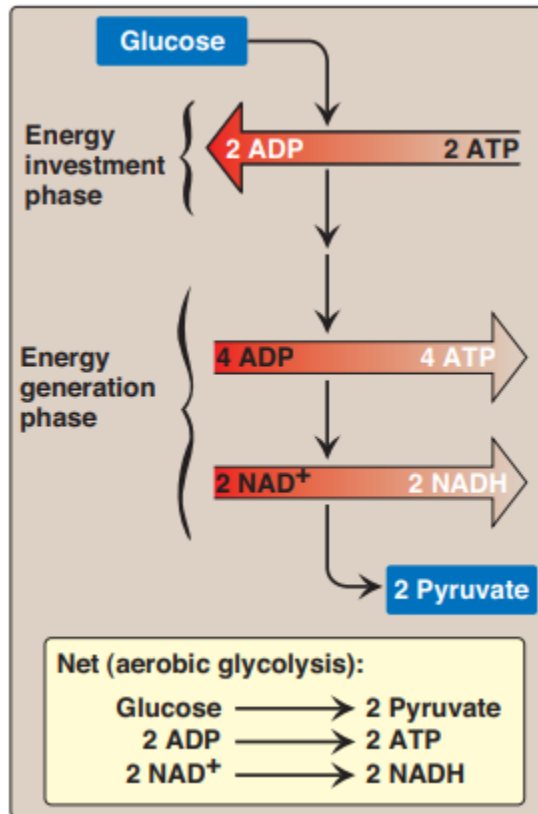 Glucose
Energy
investment
phase
2 ADP 2 ATP
Energy
generation
phase
4 ADP 4 ATP
2 NAD+ 2 NADH
2 Pyruvate
Net (aerobic glycolysis):
Glucose 2 Pyruvate
2 ADP 2 ATP
2 NAD+ 2 NADH